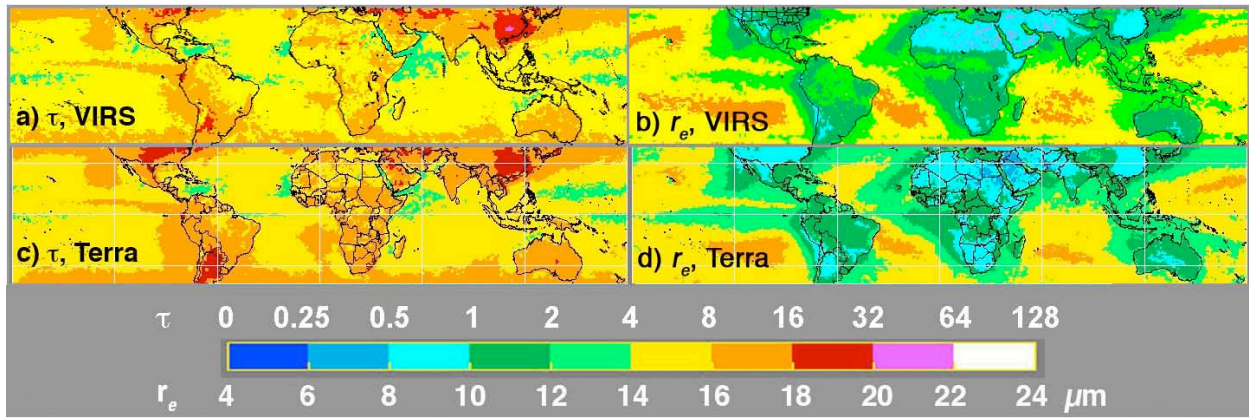 a) τ, VIRS
b) rₑ, VIRS
c) τ, Terra
d) rₑ, Terra
τ 0 0.25 0.5 1 2 4 8 16 32 64 128
rₑ 4 6 8 10 12 14 16 18 20 22 24 µm